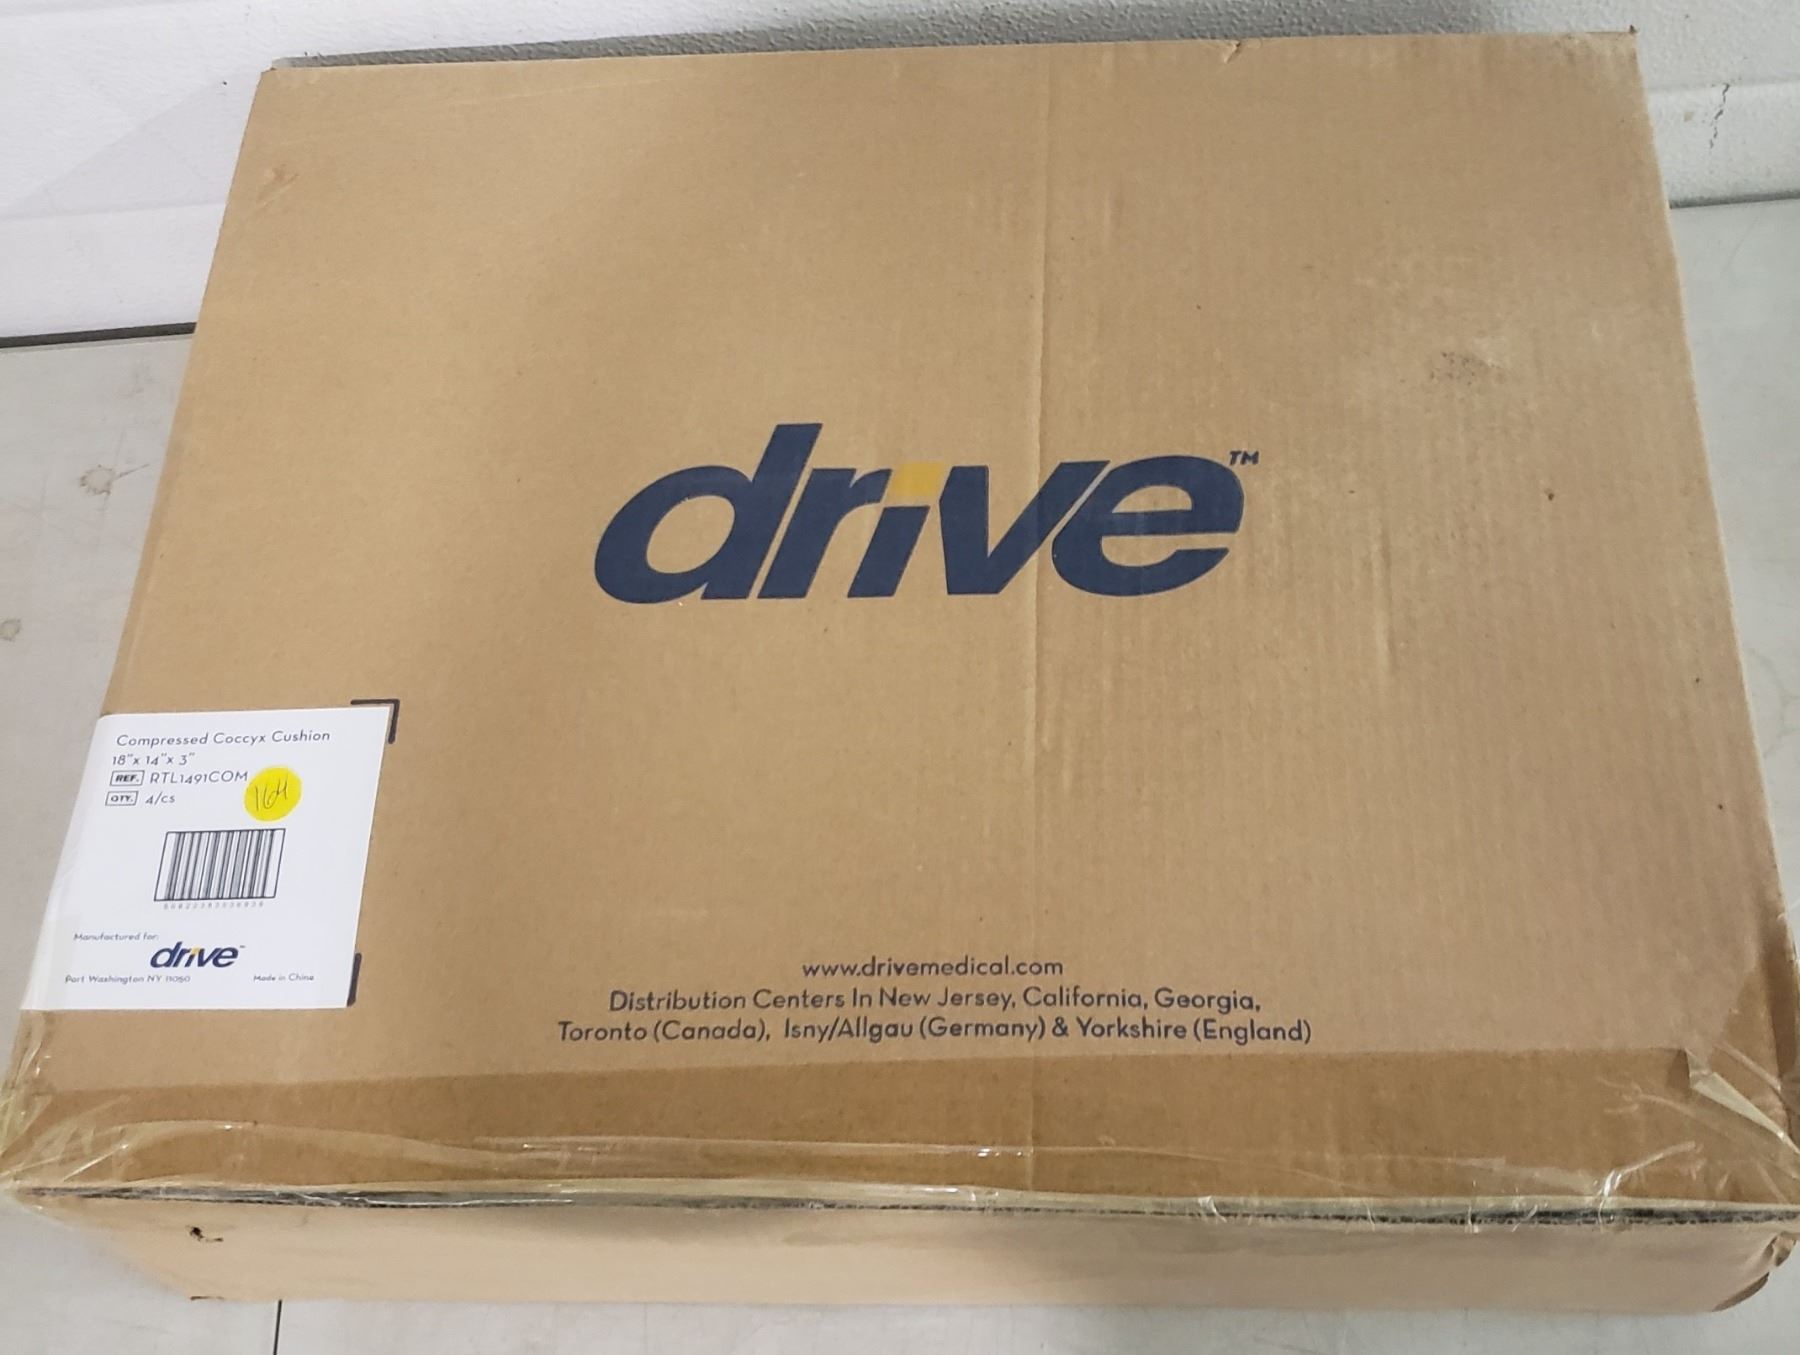 drive™
Compressed Coccyx Cushion
18"x 14"x 3"
REF. RTL1491COM
QTY. 4/cs
164
Manufactured for:
drive™
Port Washington NY 11050 Made in China
www.drivemedical.com
Distribution Centers In New Jersey, California, Georgia,
Toronto (Canada), Isny/Allgau (Germany) & Yorkshire (England)